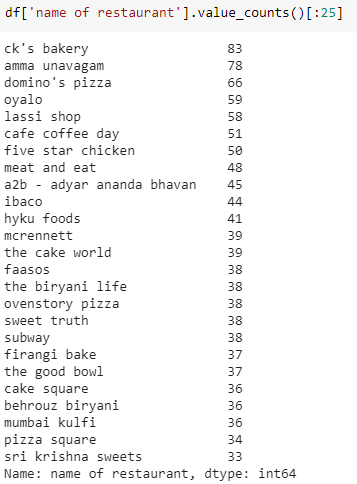 df['name of restaurant'].value_counts()[:25]
ck's bakery 83
amma unavagam 78
domino's pizza 66
oyalo 59
lassi shop 58
cafe coffee day 51
five star chicken 50
meat and eat 48
a2b - adyar ananda bhavan 45
ibaco 44
hyku foods 41
mcrennett 39
the cake world 39
faasos 38
the biryani life 38
ovenstory pizza 38
sweet truth 38
subway 38
firangi bake 37
the good bowl 37
cake square 36
behrouz biryani 36
mumbai kulfi 36
pizza square 34
sri krishna sweets 33
Name: name of restaurant, dtype: int64